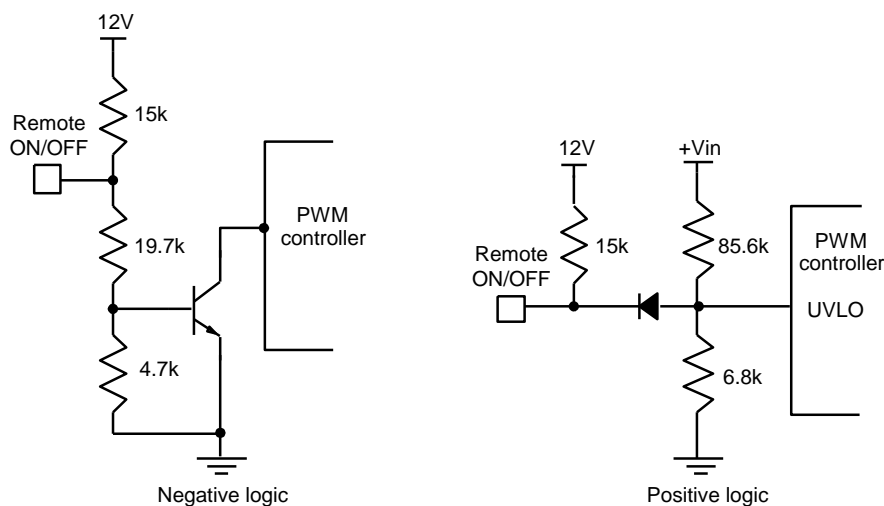 12V
15k
Remote
ON/OFF
19.7k
4.7k
PWM
controller
Negative logic
12V
+Vin
15k
85.6k
Remote
ON/OFF
PWM
controller
UVLO
6.8k
Positive logic